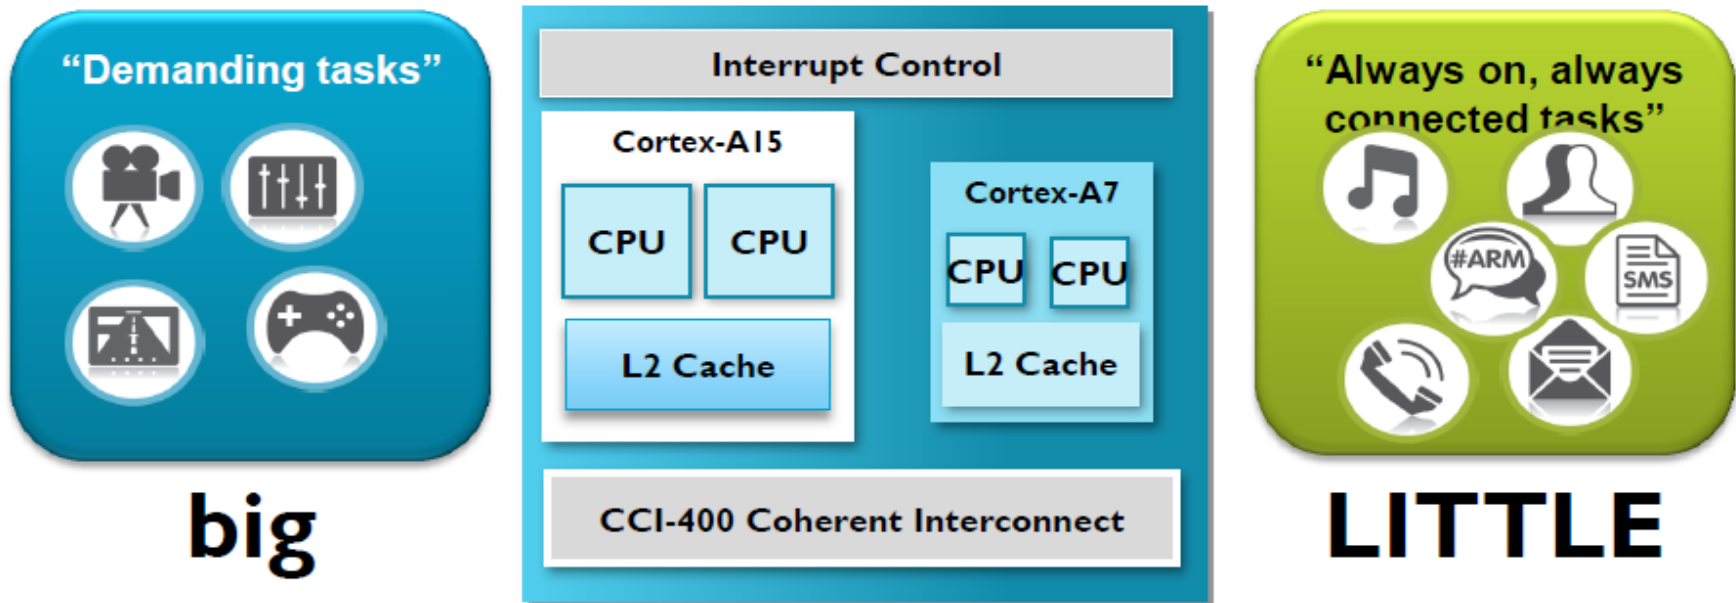 “Demanding tasks”
big
Interrupt Control
Cortex-A15
CPU CPU
L2 Cache
Cortex-A7
CPU CPU
L2 Cache
CCI-400 Coherent Interconnect
“Always on, always
connected tasks”
#ARM
SMS
LITTLE